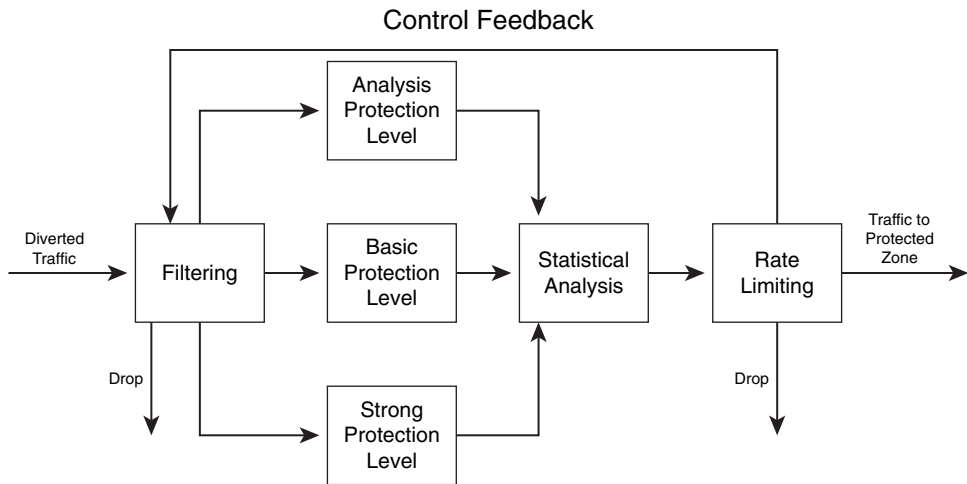 Control Feedback
Analysis
Protection
Level
Diverted
Traffic
Filtering
Basic
Protection
Level
Statistical
Analysis
Rate
Limiting
Traffic to
Protected
Zone
Drop
Strong
Protection
Level
Drop